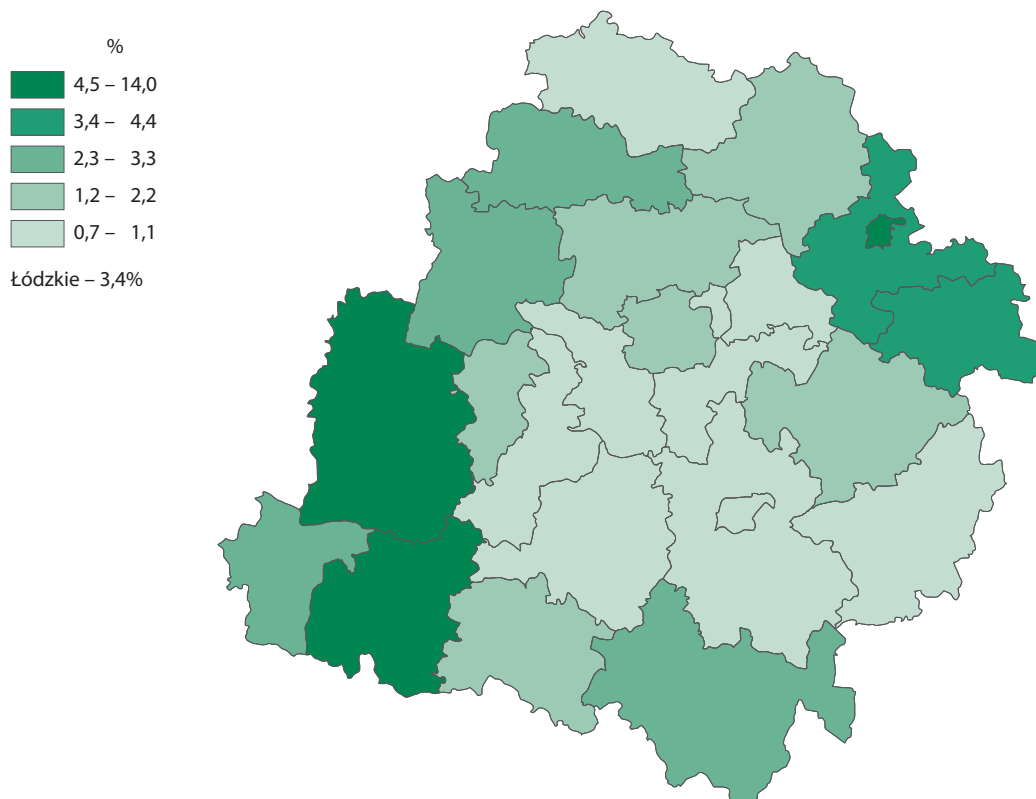 %
4,5 – 14,0
3,4 – 4,4
2,3 – 3,3
1,2 – 2,2
0,7 – 1,1
Łódzkie – 3,4%